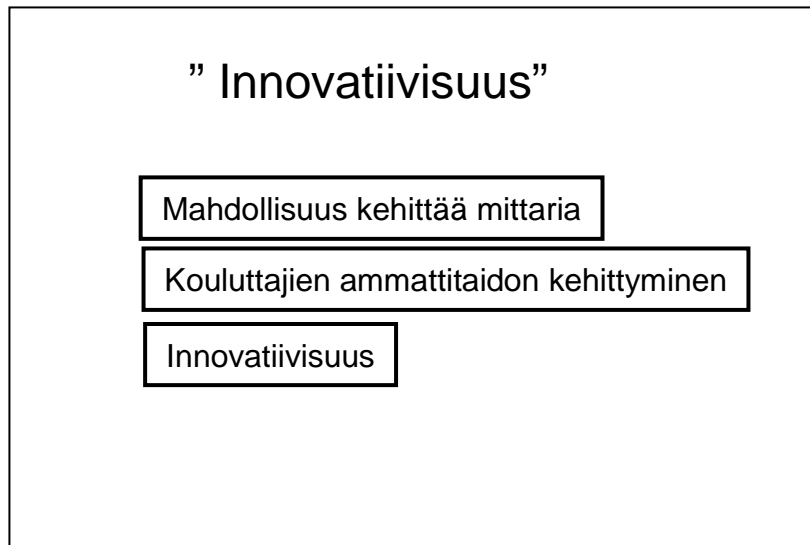 ” Innovatiivisuus”
Mahdollisuus kehittää mittaria
Kouluttajien ammattitaidon kehittyminen
Innovatiivisuus